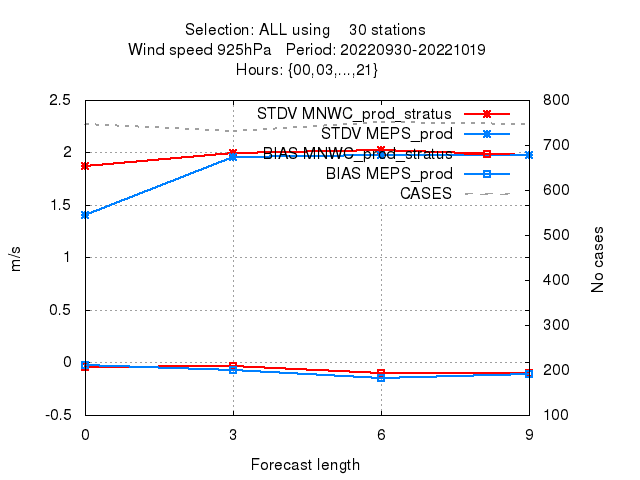 Selection: ALL using 30 stations
Wind speed 925hPa Period: 20220930-20221019
Hours: {00,03,...,21}
2.5 800
STDV MNWC_prod_stratus
STDV MEPS_prod
700
2 BIAS MNWC_prod_stratus
BIAS MEPS_prod
600
CASES
1.5
500
m/s
1
No cases
400
0.5
300
0
200
-0.5 100
0 3 6 9
Forecast length